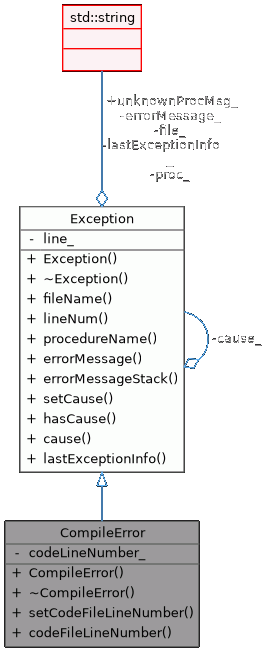 std::string
+unknownProcMsg_
-errorMessage_
-file_
-lastExceptionInfo
_
-proc_
Exception
- line_
+ Exception()
+ ~Exception()
+ fileName()
+ lineNum()
+ procedureName()
+ errorMessage()
+ errorMessageStack()
+ setCause()
+ hasCause()
+ cause()
+ lastExceptionInfo()
-cause_
CompileError
- codeLineNumber_
+ CompileError()
+ ~CompileError()
+ setCodeFileLineNumber()
+ codeFileLineNumber()